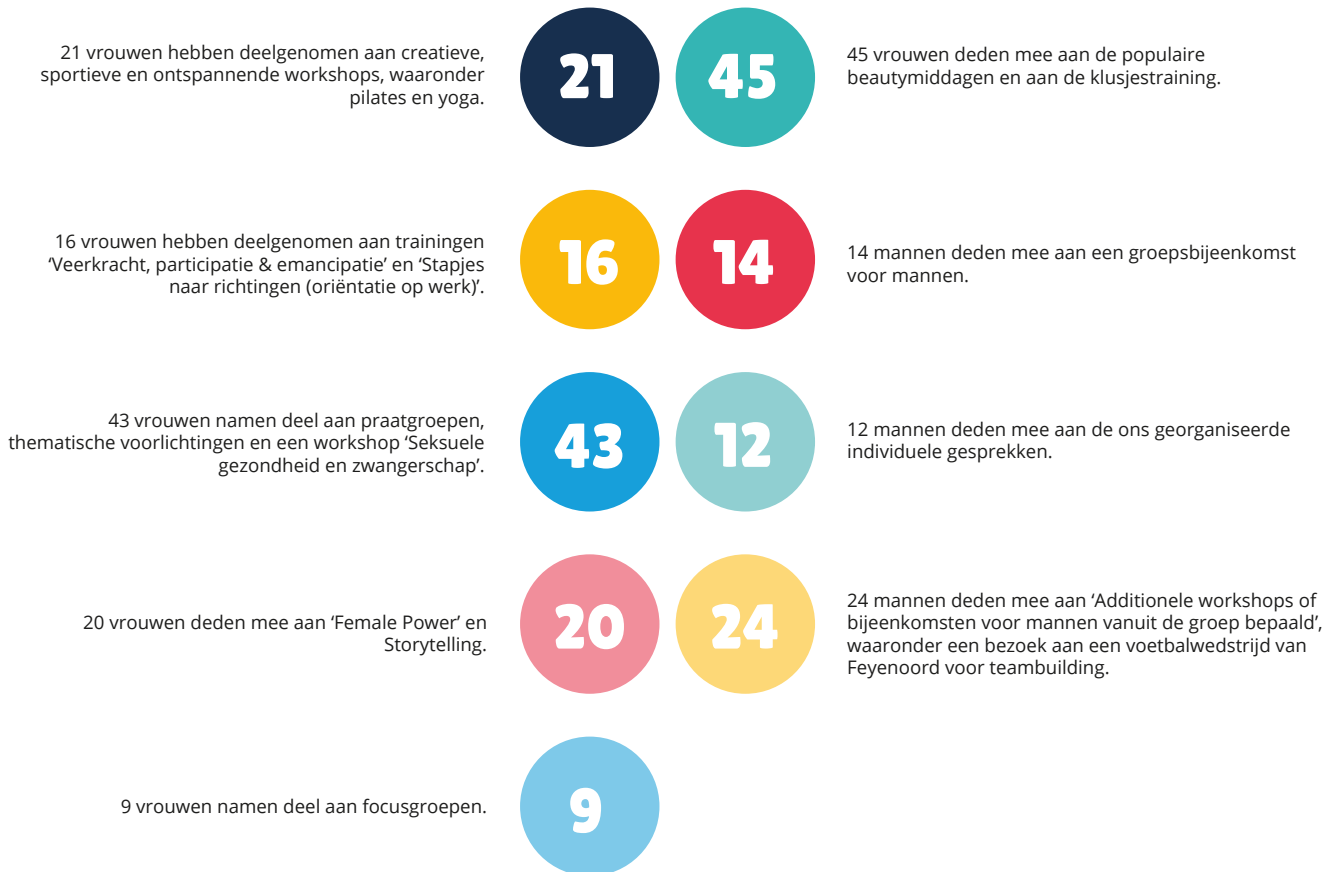 21 vrouwen hebben deelgenomen aan creatieve,
sportieve en ontspannende workshops, waaronder
pilates en yoga.
21
45
45 vrouwen deden mee aan de populaire
beautymiddagen en aan de klusjestraining.
16 vrouwen hebben deelgenomen aan trainingen
‘Veerkracht, participatie & emancipatie’ en ‘Stapjes
naar richtingen (oriëntatie op werk)’.
16
14
14 mannen deden mee aan een groepsbijeenkomst
voor mannen.
43 vrouwen namen deel aan praatgroepen,
thematische voorlichtingen en een workshop ‘Seksuele
gezondheid en zwangerschap’.
43
12
12 mannen deden mee aan de ons georganiseerde
individuele gesprekken.
20 vrouwen deden mee aan ‘Female Power’ en
Storytelling.
20
24
24 mannen deden mee aan ‘Additionele workshops of
bijeenkomsten voor mannen vanuit de groep bepaald’,
waaronder een bezoek aan een voetbalwedstrijd van
Feyenoord voor teambuilding.
9 vrouwen namen deel aan focusgroepen.
9